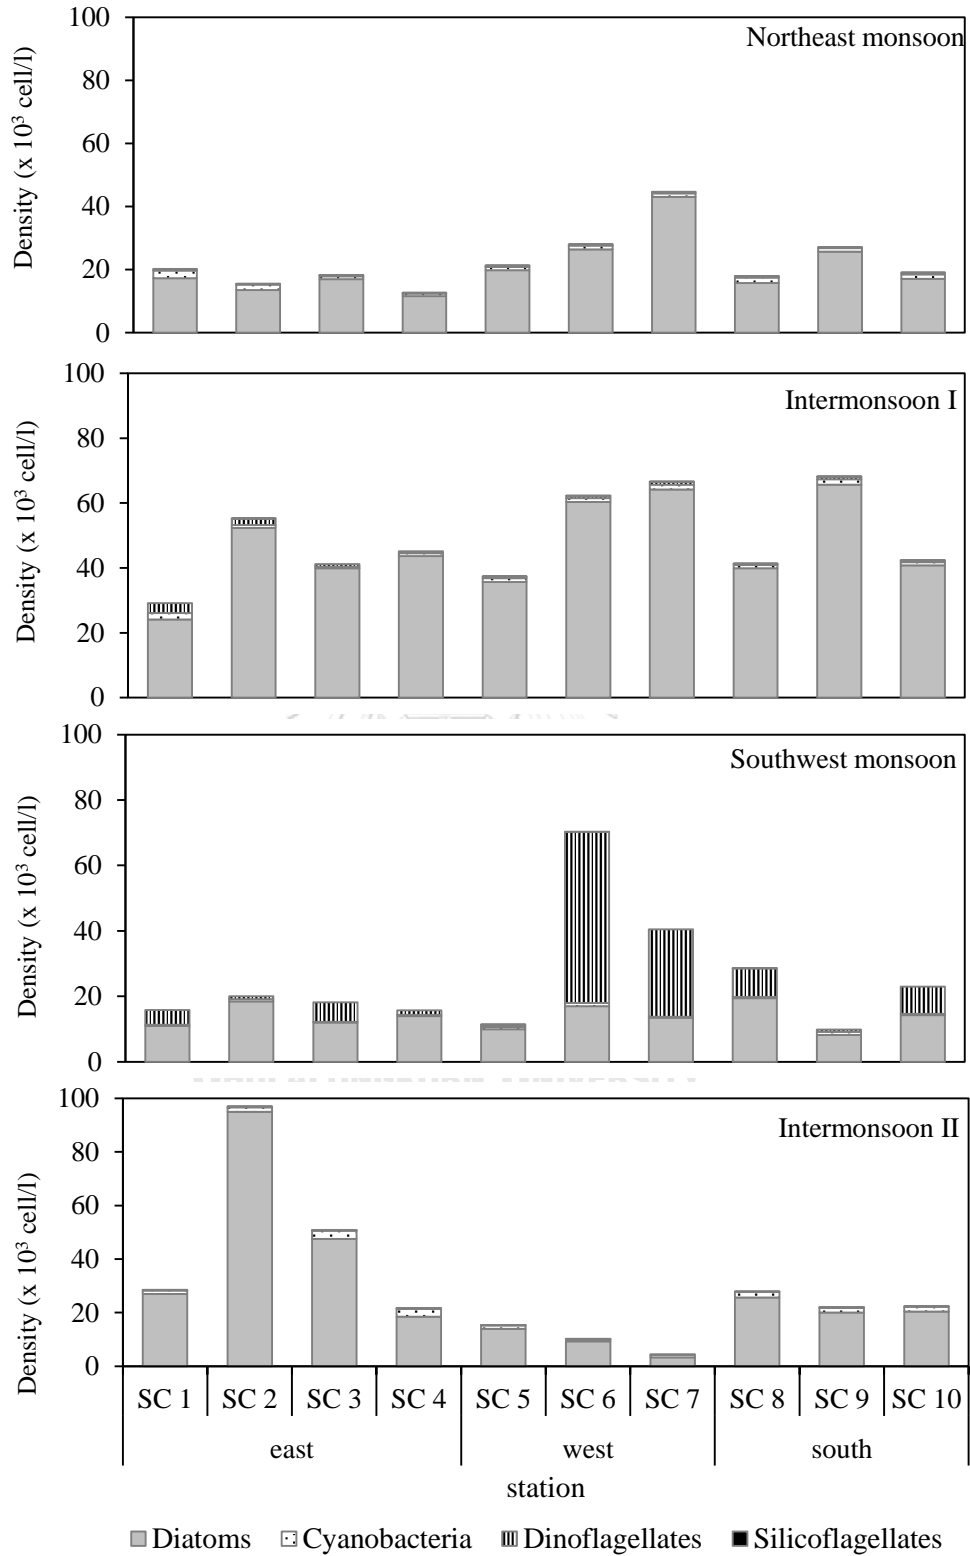 Northeast monsoon
Density (x 10³ cell/l)
100
80
60
40
20
0
Intermonsoon I
Density (x 10³ cell/l)
100
80
60
40
20
0
Southwest monsoon
Density (x 10³ cell/l)
100
80
60
40
20
0
Intermonsoon II
Density (x 10³ cell/l)
100
80
60
40
20
0
SC 1 SC 2 SC 3 SC 4 SC 5 SC 6 SC 7 SC 8 SC 9 SC 10
east west south
station
Diatoms Cyanobacteria Dinoflagellates Silicoflagellates